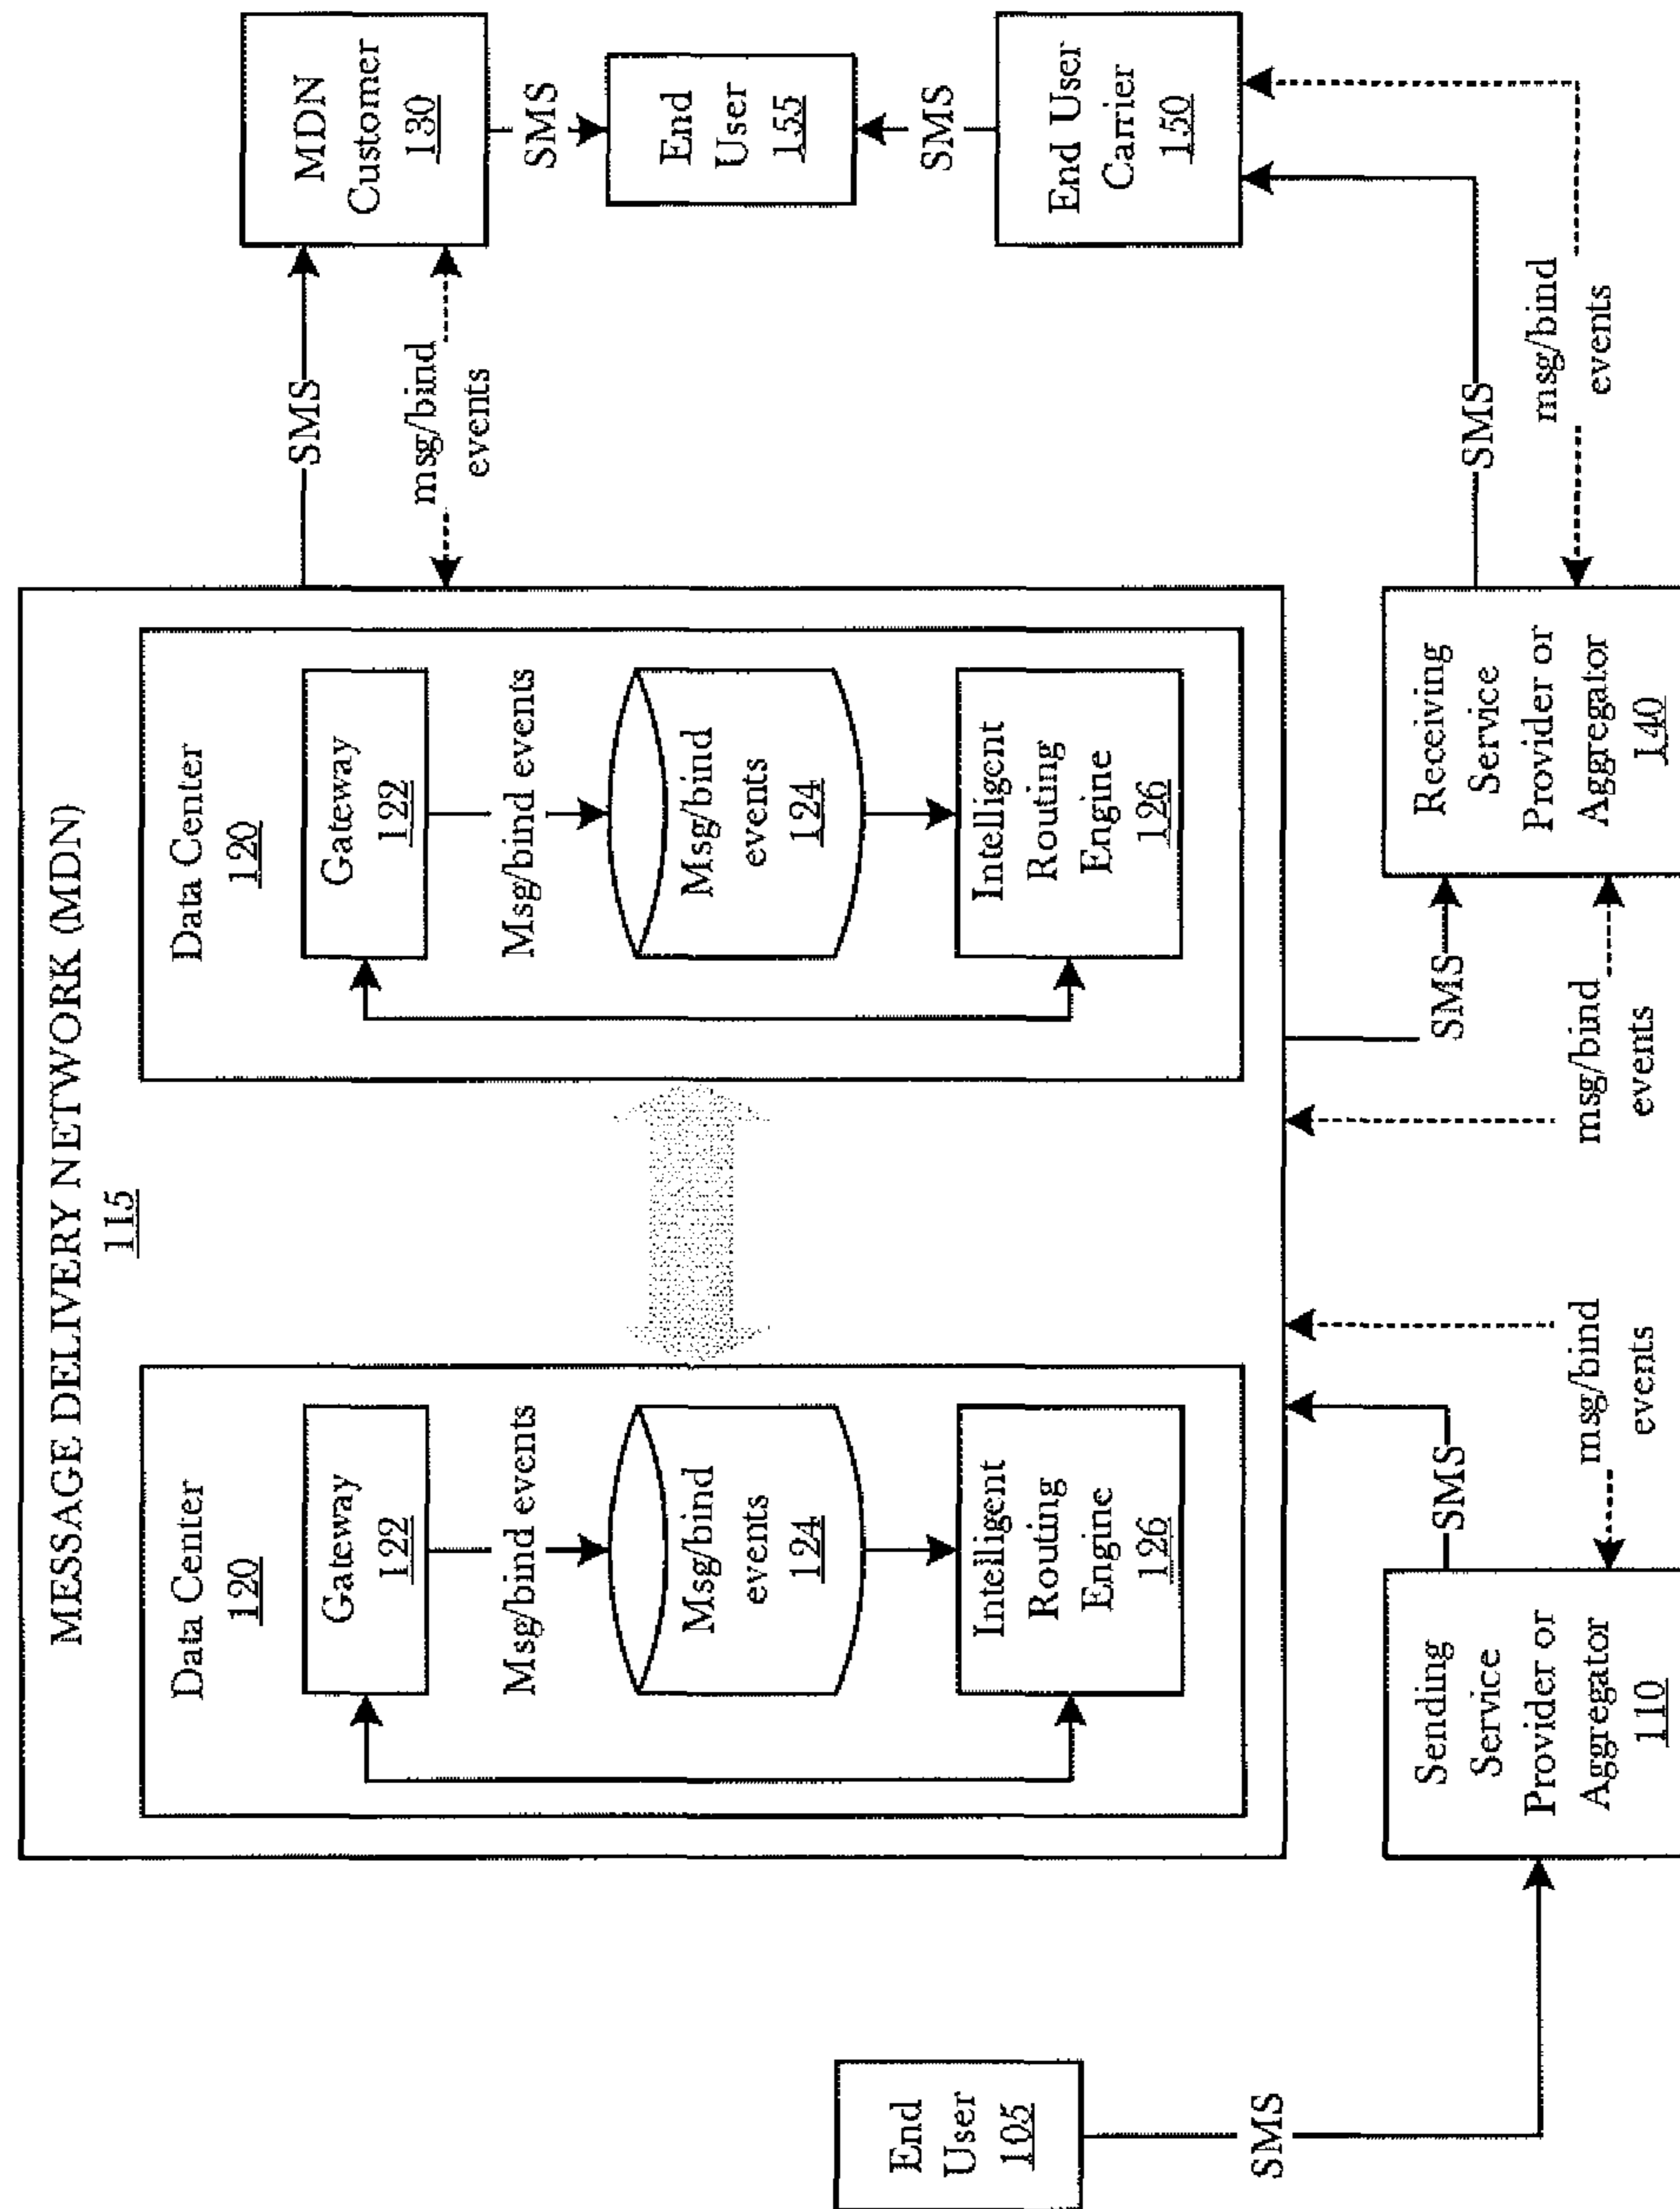 MESSAGE DELIVERY NETWORK (MDN)
115
Data Center
120
Gateway
122
Msg/bind events
Msg/bind
events
124
Intelligent
Routing
Engine
126
Data Center
120
Gateway
122
Msg/bind events
Msg/bind
events
124
Intelligent
Routing
Engine
126
SMS
msg/bind
events
MDN
Customer
130
SMS
End
User
155
SMS
End User
Carrier
150
End
User
105
SMS
Sending
Service
Provider or
Aggregator
110
SMS
msg/bind
events
SMS
msg/bind
events
Receiving
Service
Provider or
Aggregator
140
SMS
msg/bind
events